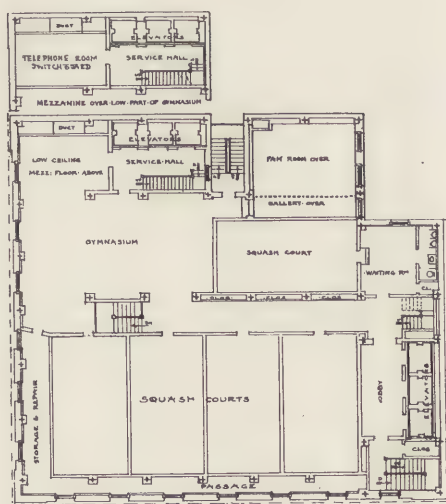 DUCT
ELEVATORS
TELEPHONE ROOM
SWITCHBOARD
SERVICE HALL
MEZZANINE OVER LOW PART OF GYMNASIUM
DUCT
ELEVATORS
LOW CEILING
MEZZ: FLOOR ABOVE
SERVICE-HALL
FAN ROOM OVER
GALLERY OVER
GYMNASIUM
SQUASH COURT
WAITING RM
CL
CLOS
CLOS
CLOS
STORAGE & REPAIR
SQUASH COURTS
LOBBY
ELEVATORS
CLOS
PASSAGE